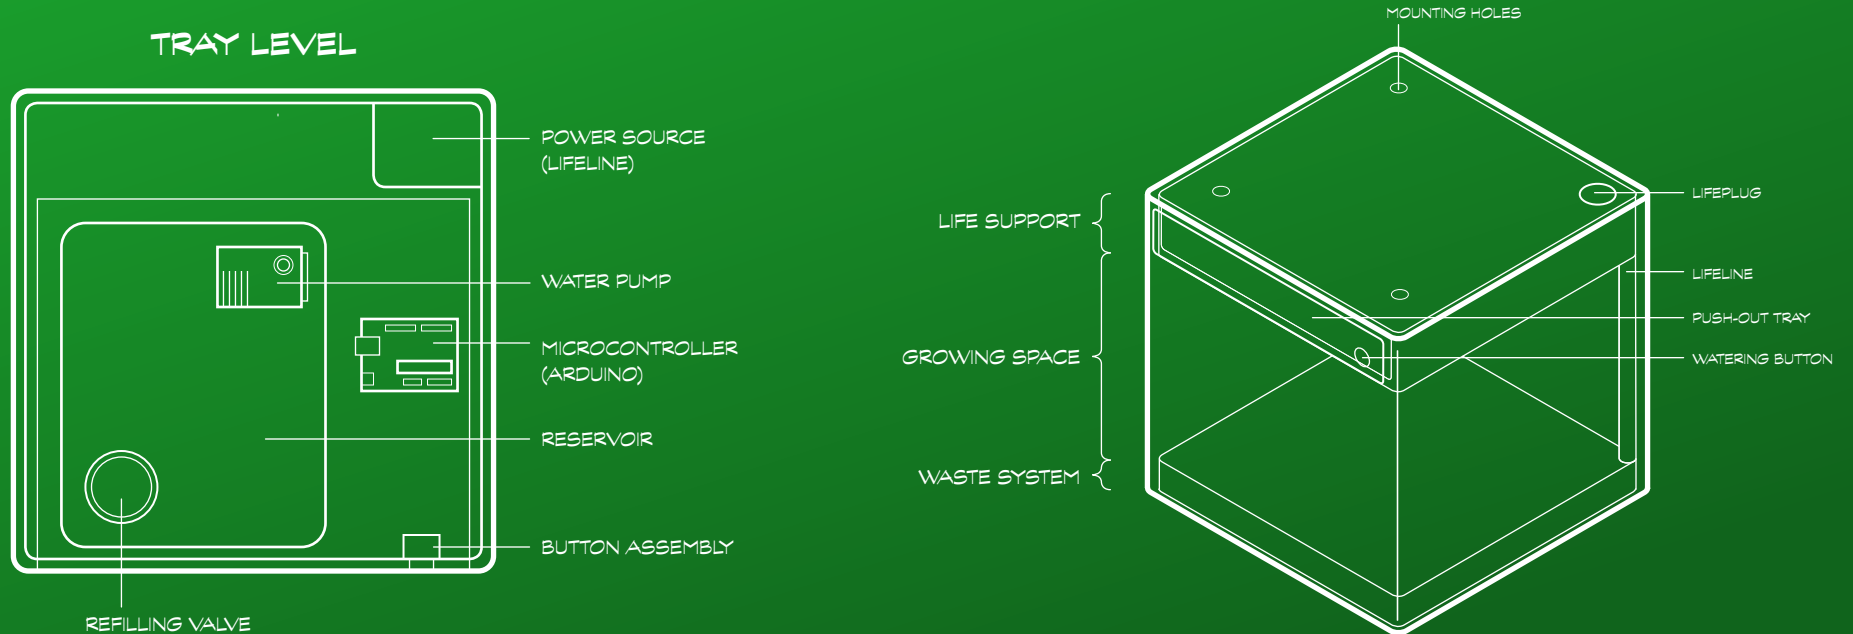 TRAY LEVEL
POWER SOURCE
(LIFELINE)
WATER PUMP
MICROCONTROLLER
(ARDUINO)
RESERVOIR
BUTTON ASSEMBLY
REFILLING VALVE
MOUNTING HOLES
LIFE SUPPORT
GROWING SPACE
WASTE SYSTEM
LIFEPLUG
LIFELINE
PUSH-OUT TRAY
WATERING BUTTON